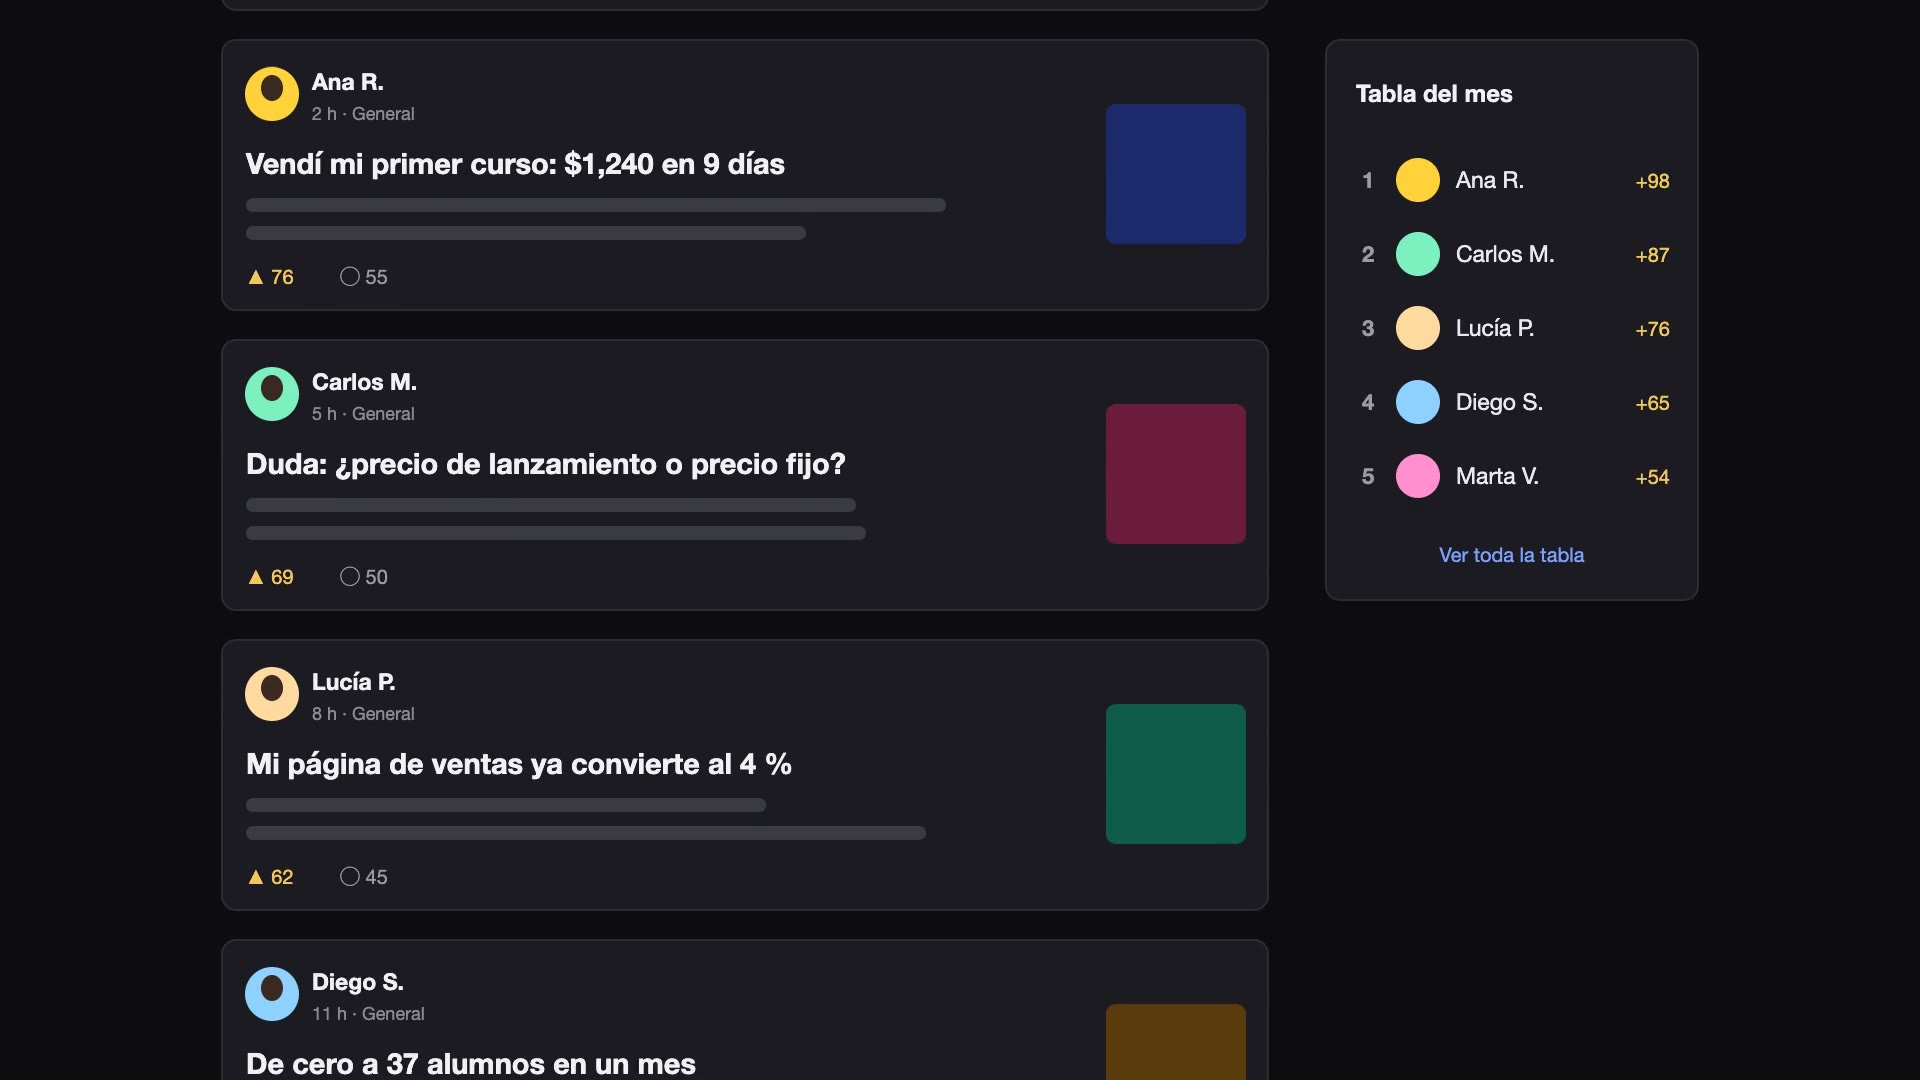 Ana R.
2 h · General
Vendí mi primer curso: $1,240 en 9 días
▲ 76 ◯ 55
Carlos M.
5 h · General
Duda: ¿precio de lanzamiento o precio fijo?
▲ 69 ◯ 50
Lucía P.
8 h · General
Mi página de ventas ya convierte al 4 %
▲ 62 ◯ 45
Diego S.
11 h · General
De cero a 37 alumnos en un mes
Tabla del mes
1 Ana R. +98
2 Carlos M. +87
3 Lucía P. +76
4 Diego S. +65
5 Marta V. +54
Ver toda la tabla